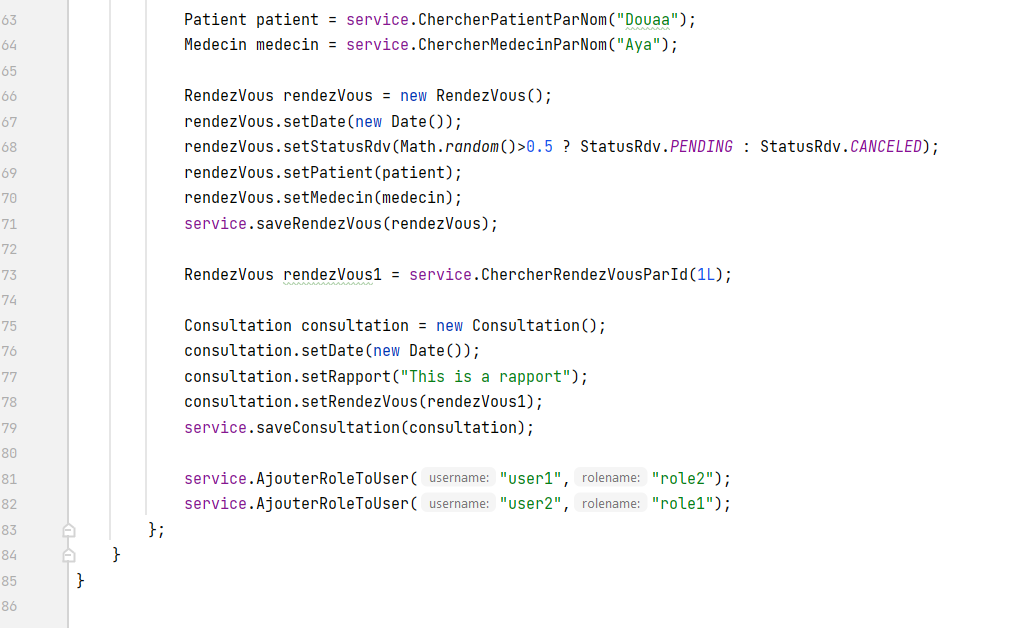 63 Patient patient = service.ChercherPatientParNom("Douaa");
64 Medecin medecin = service.ChercherMedecinParNom("Aya");
65
66 RendezVous rendezVous = new RendezVous();
67 rendezVous.setDate(new Date());
68 rendezVous.setStatusRdv(Math.random()>0.5 ? StatusRdv.PENDING : StatusRdv.CANCELED);
69 rendezVous.setPatient(patient);
70 rendezVous.setMedecin(medecin);
71 service.saveRendezVous(rendezVous);
72
73 RendezVous rendezVous1 = service.ChercherRendezVousParId(1L);
74
75 Consultation consultation = new Consultation();
76 consultation.setDate(new Date());
77 consultation.setRapport("This is a rapport");
78 consultation.setRendezVous(rendezVous1);
79 service.saveConsultation(consultation);
80
81 service.AjouterRoleToUser( username: "user1", rolename: "role2");
82 service.AjouterRoleToUser( username: "user2", rolename: "role1");
83 };
84 }
85 }
86